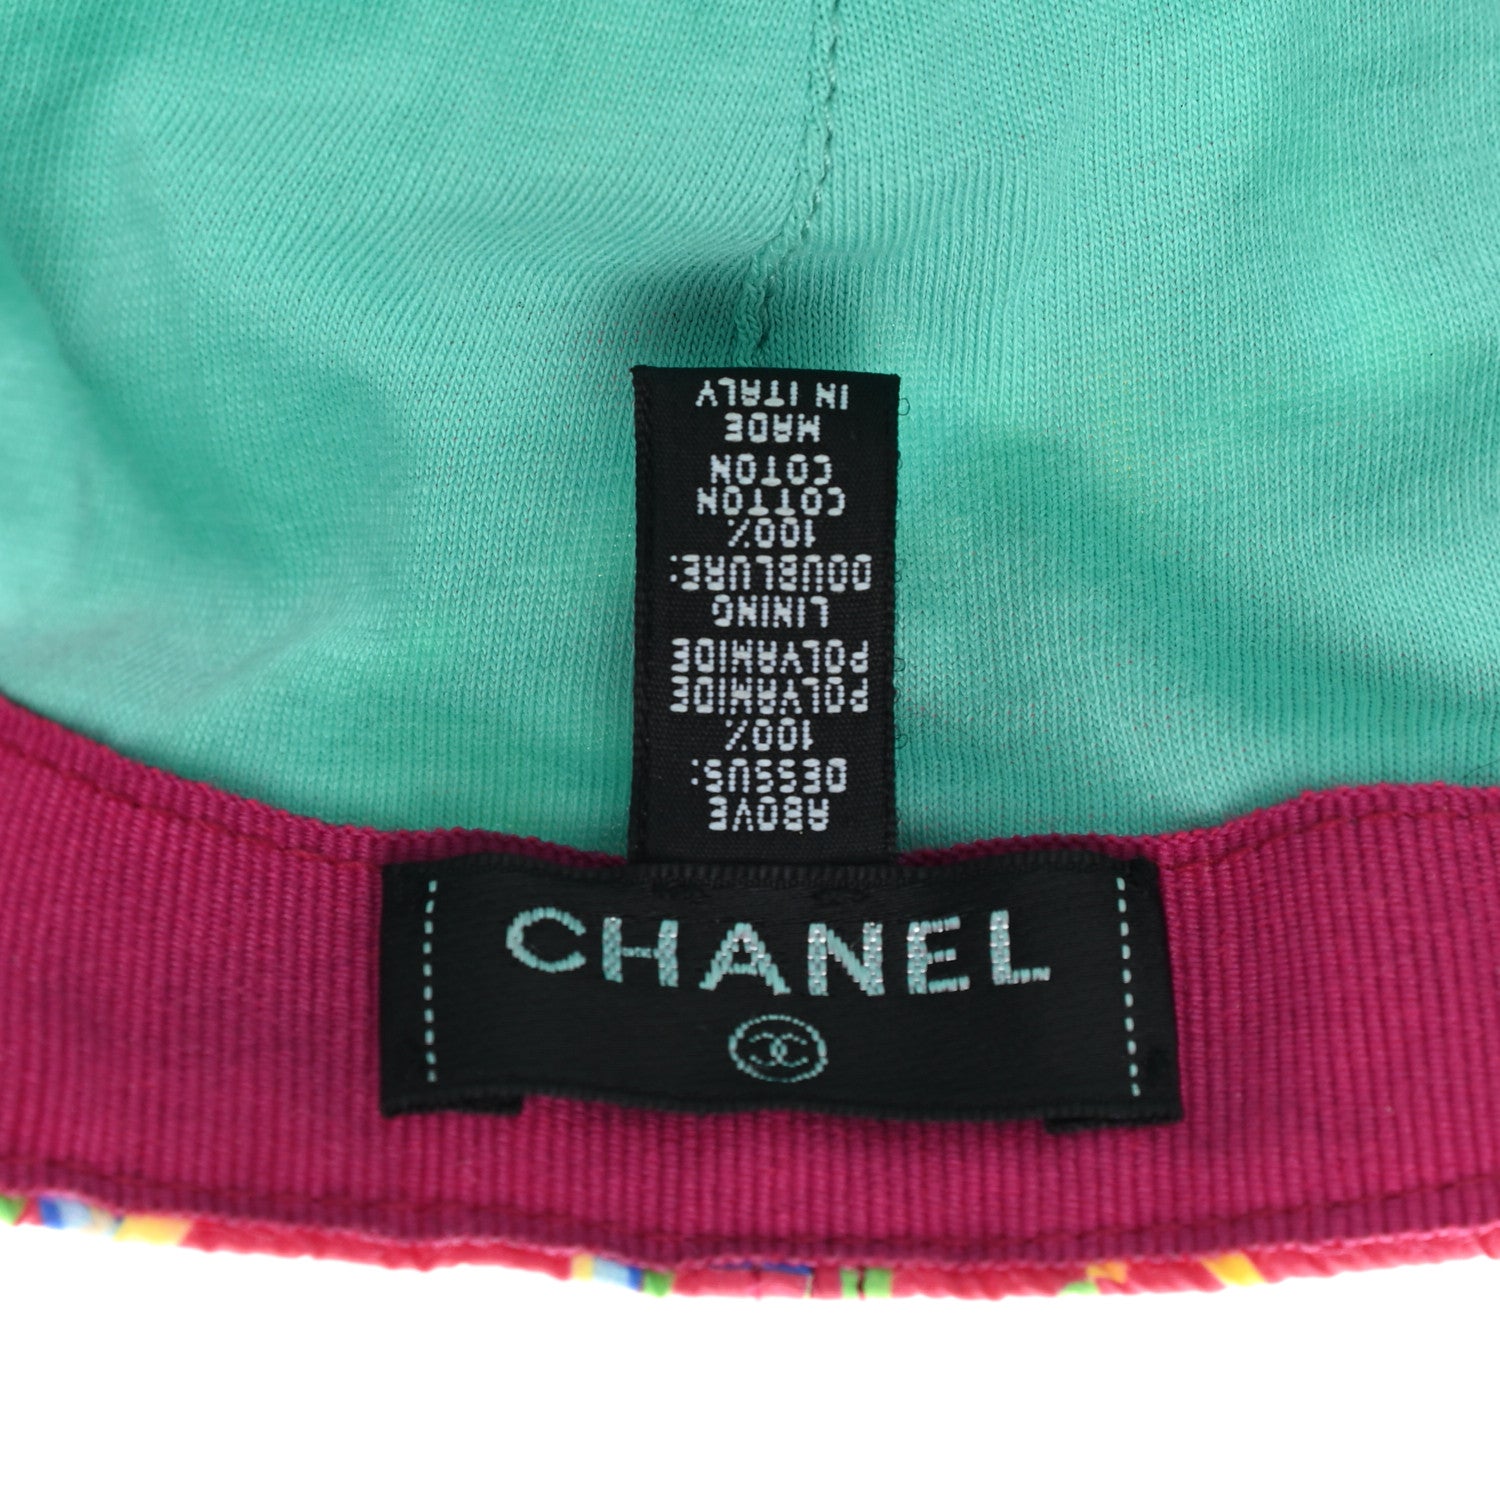 CHANEL
ABOVE
DESSUS:
100%
POLYAMIDE
POLYAMIDE
LINING
DOUBLURE:
100%
COTTON
COTON
MADE
IN ITALY